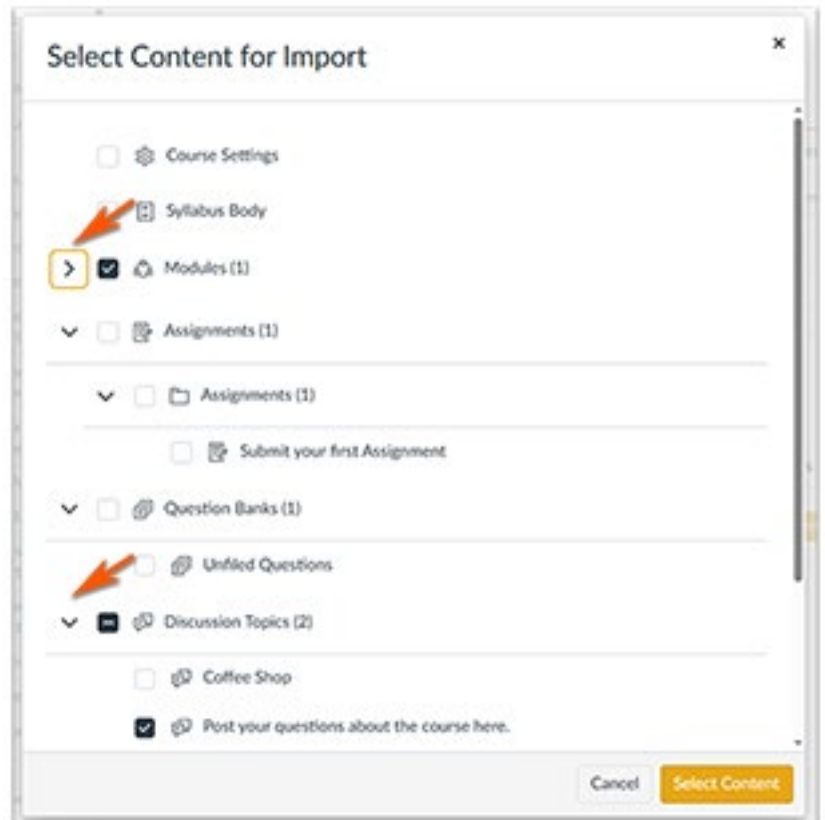 Select Content for Import
Course Settings
Syllabus Body
Modules (1)
Assignments (1)
Assignments (1)
Submit your first Assignment
Question Banks (1)
Unfiled Questions
Discussion Topics (2)
Coffee Shop
Post your questions about the course here.
Cancel Select Content